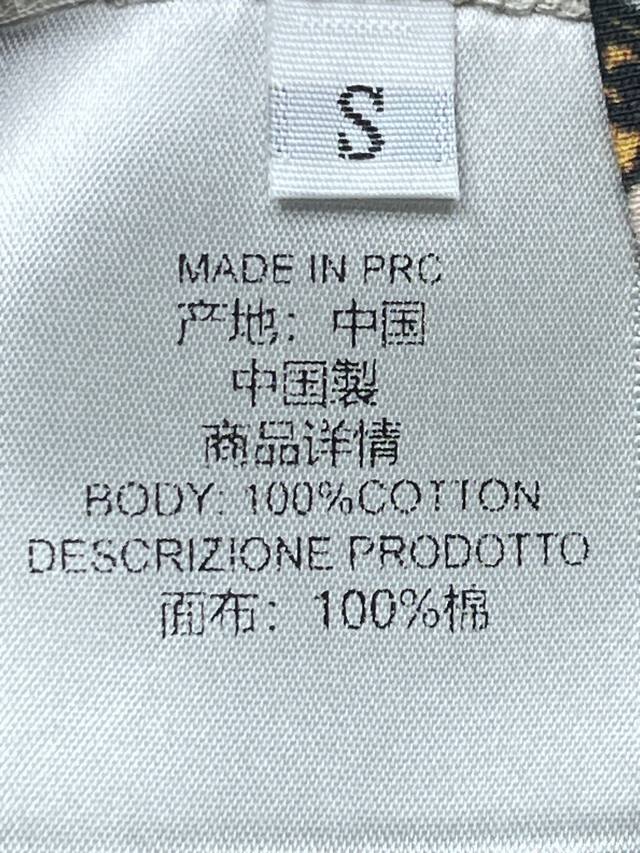 S
MADE IN PRC
产地：中国
中国製
商品详情
BODY: 100%COTTON
DESCRIZIONE PRODOTTO
面布：100%棉